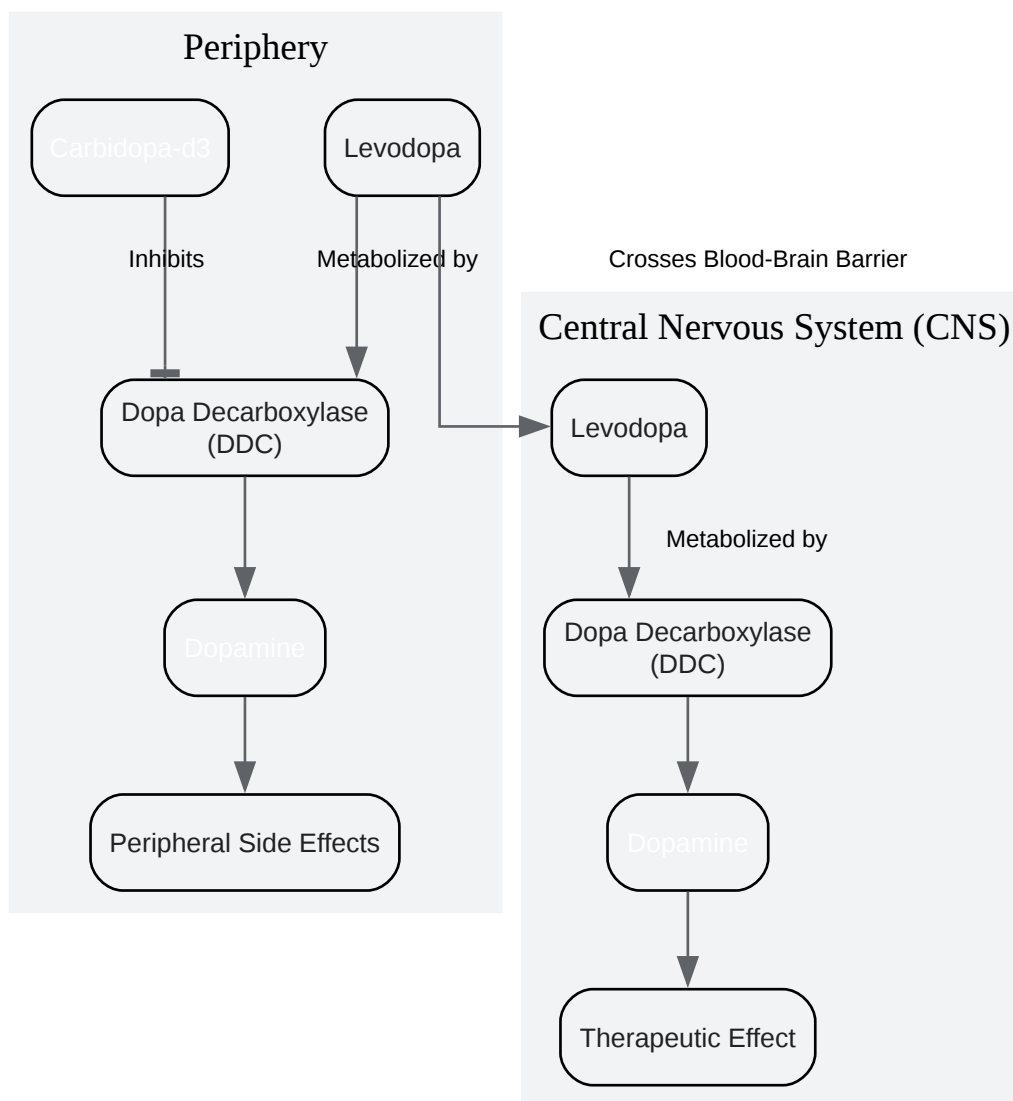 Periphery
Carbidopa-d3
Levodopa
Inhibits
Metabolized by
Crosses Blood-Brain Barrier
Central Nervous System (CNS)
Dopa Decarboxylase
(DDC)
Levodopa
Metabolized by
Dopamine
Dopa Decarboxylase
(DDC)
Peripheral Side Effects
Dopamine
Therapeutic Effect